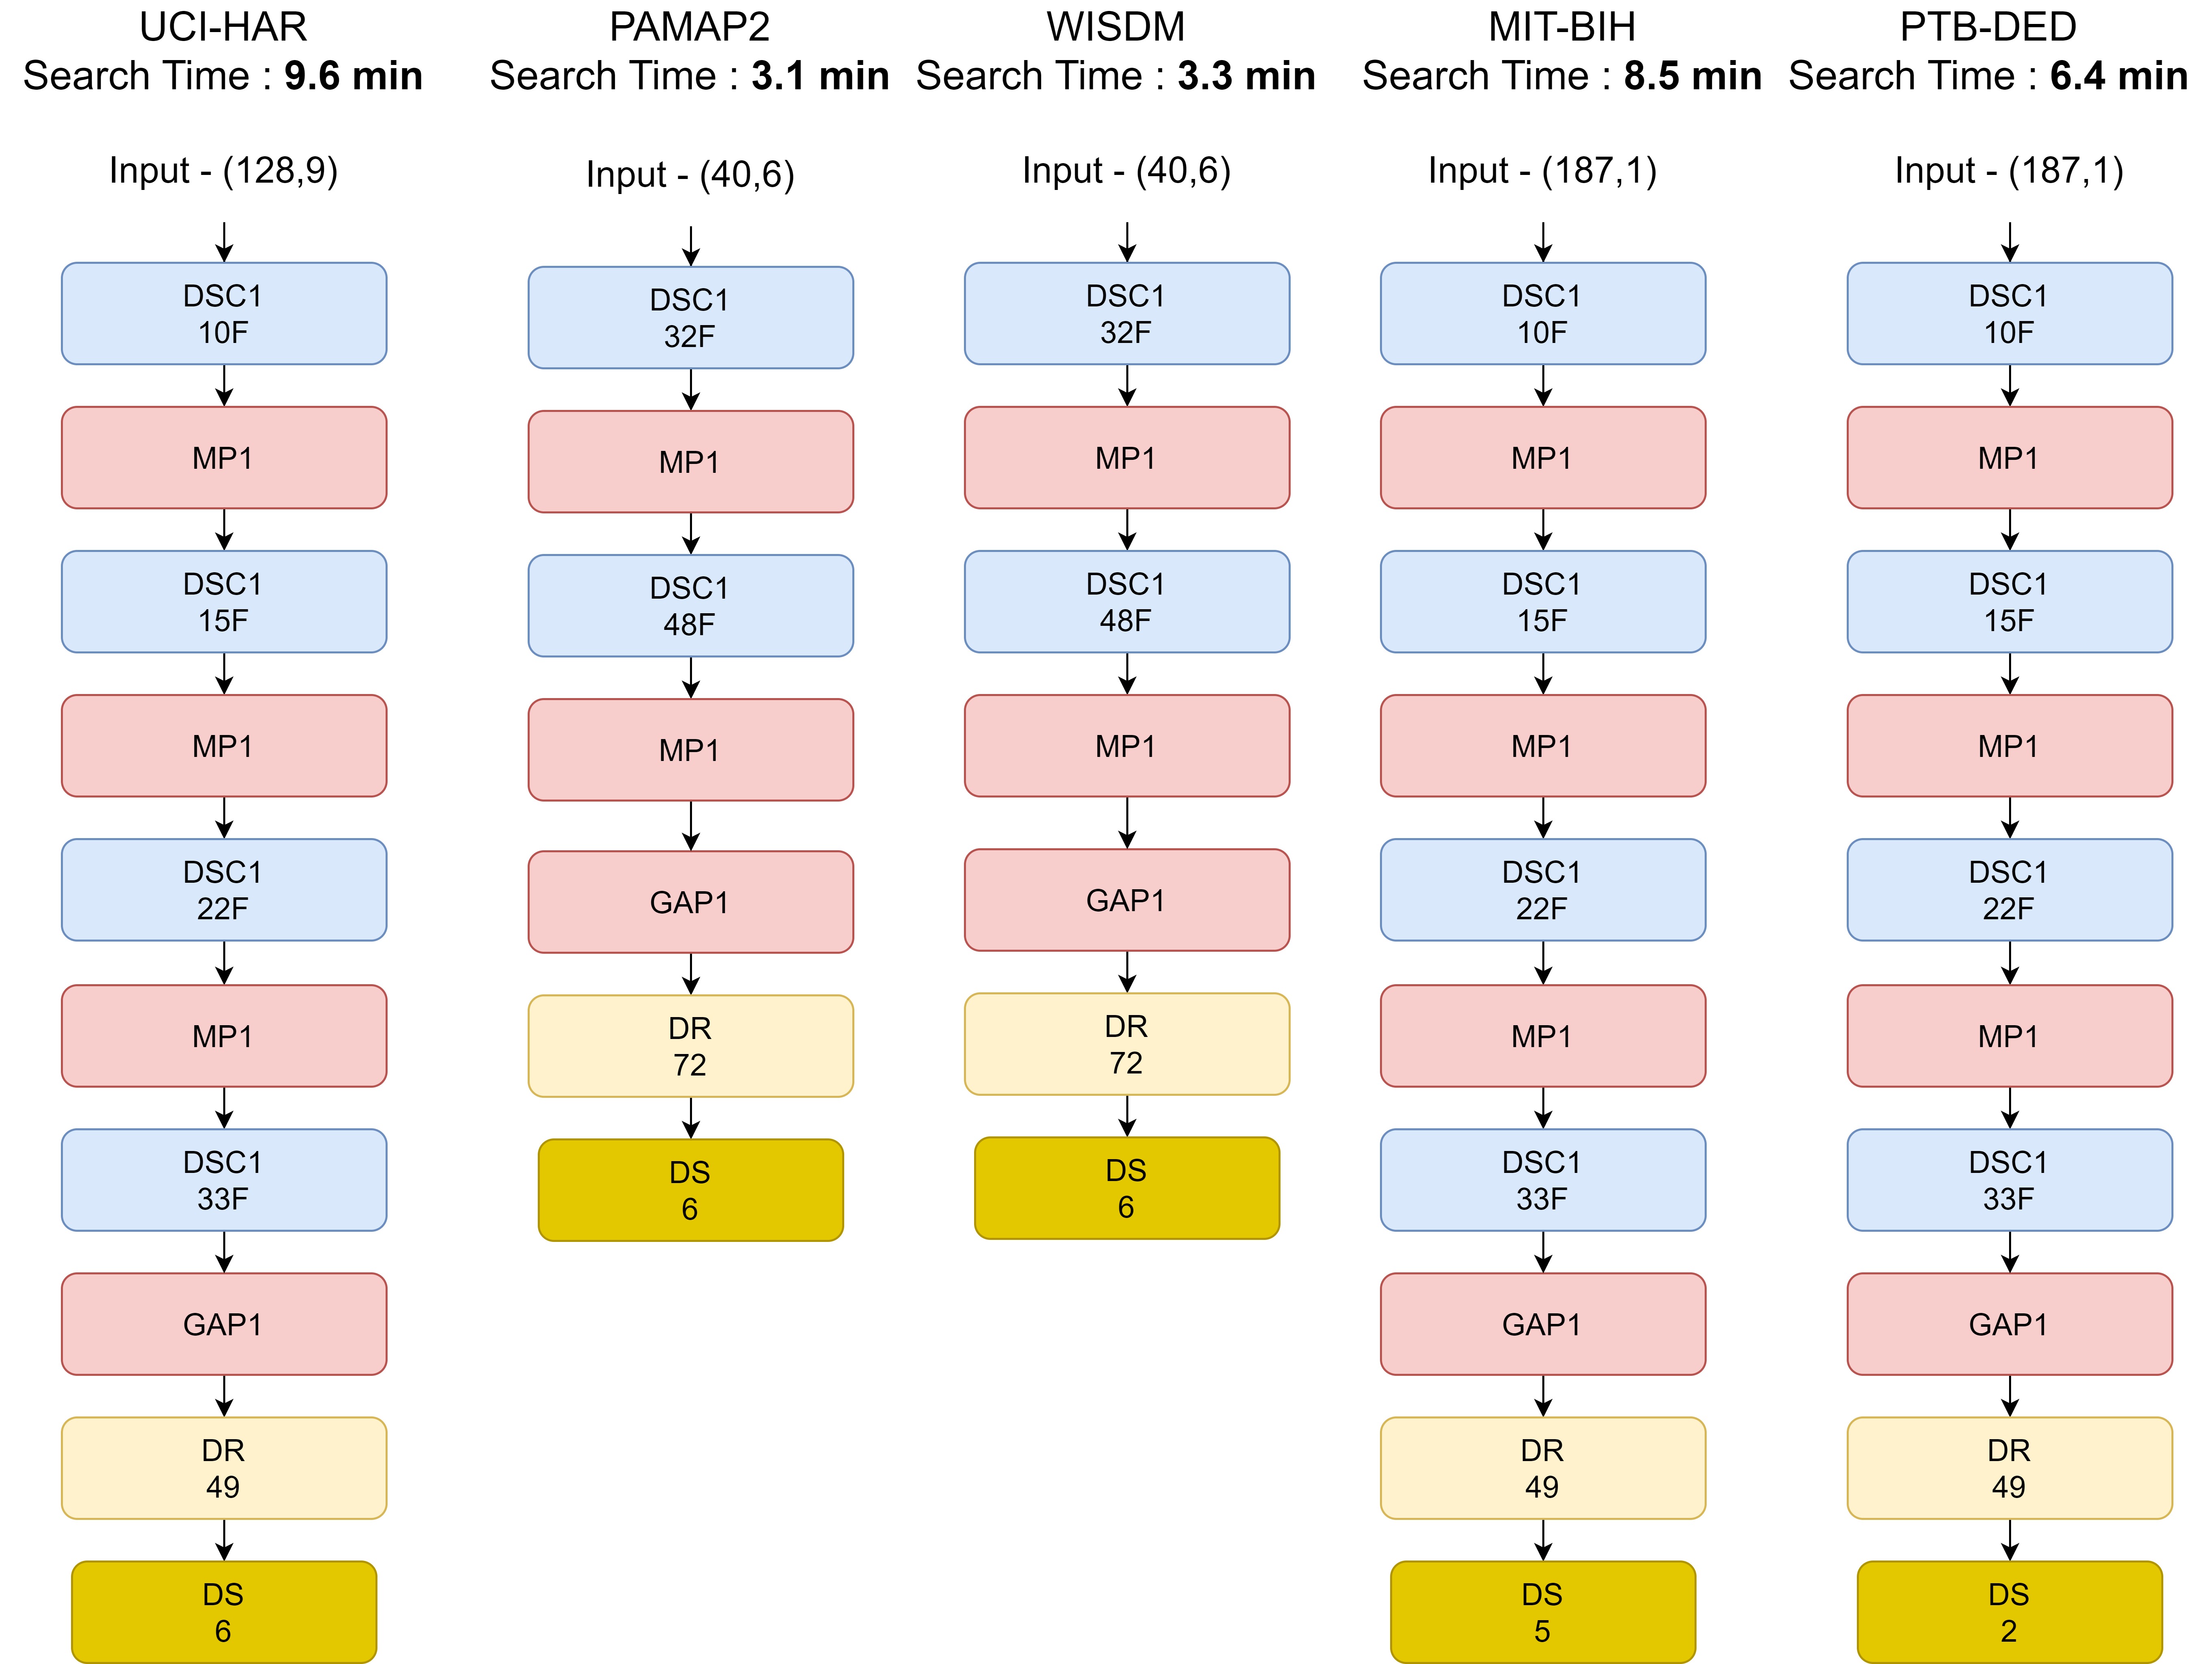 UCI-HAR
Search Time : 9.6 min
Input - (128,9)
DSC1
10F
MP1
DSC1
15F
MP1
DSC1
22F
MP1
DSC1
33F
GAP1
DR
49
DS
6
PAMAP2
Search Time : 3.1 min
Input - (40,6)
DSC1
32F
MP1
DSC1
48F
MP1
GAP1
DR
72
DS
6
WISDM
Search Time : 3.3 min
Input - (40,6)
DSC1
32F
MP1
DSC1
48F
MP1
GAP1
DR
72
DS
6
MIT-BIH
Search Time : 8.5 min
Input - (187,1)
DSC1
10F
MP1
DSC1
15F
MP1
DSC1
22F
MP1
DSC1
33F
GAP1
DR
49
DS
5
PTB-DED
Search Time : 6.4 min
Input - (187,1)
DSC1
10F
MP1
DSC1
15F
MP1
DSC1
22F
MP1
DSC1
33F
GAP1
DR
49
DS
2